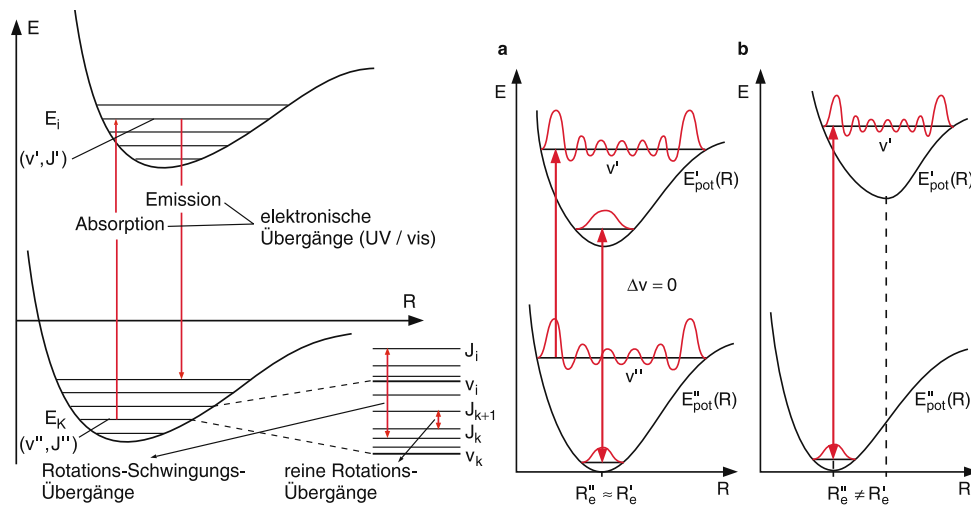 E
E_i
(v', J')
Emission
Absorption
elektronische
Übergänge (UV / vis)
R
E_K
(v'', J'')
J_i
v_i
J_{k+1}
J_k
v_k
Rotations-Schwingungs-
Übergänge
reine Rotations-
Übergänge
a
E
v'
E'_pot(R)
Δv = 0
v''
E''_pot(R)
R
R''_e ≈ R'_e
b
E
v'
E'_pot(R)
E''_pot(R)
R
R''_e ≠ R'_e